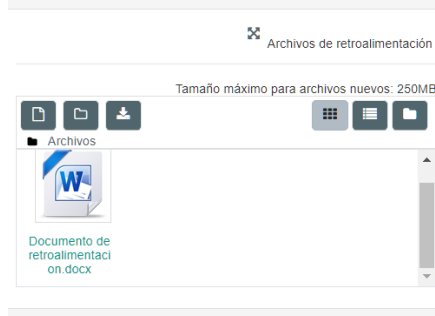 Archivos de retroalimentación
Tamaño máximo para archivos nuevos: 250MB
Archivos
W
Documento de
retroalimentaci
on.docx